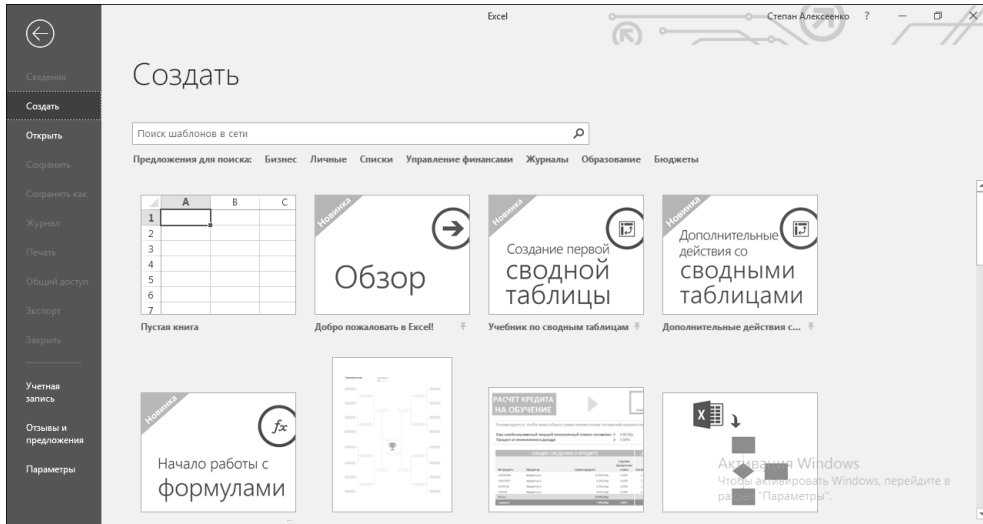 Excel
Степан Алексеенко ?
Сведения
Создать
Открыть
Сохранить
Сохранить как
Журнал
Печать
Общий доступ
Экспорт
Закрыть
Учетная
запись
Отзывы и
предложения
Параметры
Создать
Поиск шаблонов в сети
Предложения для поиска: Бизнес Личные Списки Управление финансами Журналы Образование Бюджеты
A B C
1
2
3
4
5
6
7
Пустая книга
Новинка
Обзор
Добро пожаловать в Excel!
Новинка
Создание первой
СВОДНОЙ
таблицы
Учебник по сводным таблицам
Новинка
Дополнительные
действия со
СВОДНЫМИ
таблицами
Дополнительные действия с...
Новинка
fx
Начало работы с
формулами
РАСЧЕТ КРЕДИТА
НА ОБУЧЕНИЕ
ОБЩИЕ СВЕДЕНИЯ О КРЕДИТЕ
X
Активация Windows
Чтобы активировать Windows, перейдите в
раздел "Параметры".